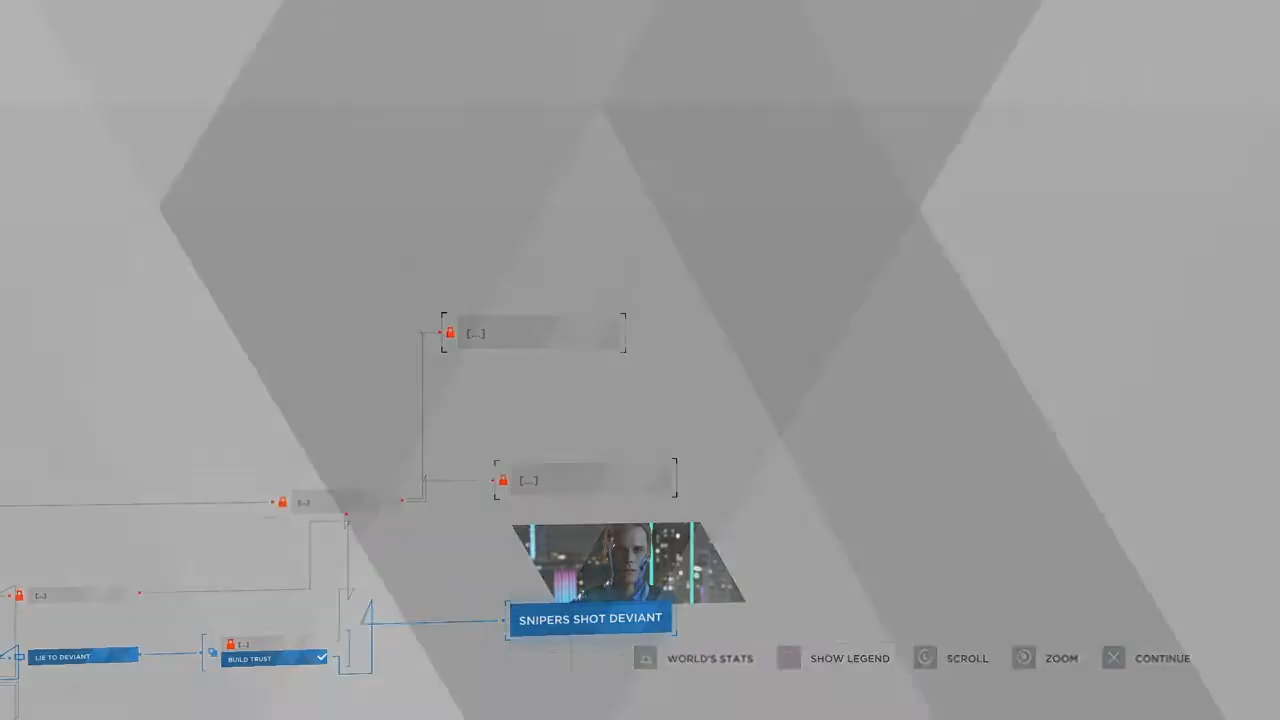 [...]
[...]
[...]
[...]
[...]
SNIPERS SHOT DEVIANT
LIE TO DEVIANT
BUILD TRUST
WORLD'S STATS
SHOW LEGEND
SCROLL
ZOOM
CONTINUE